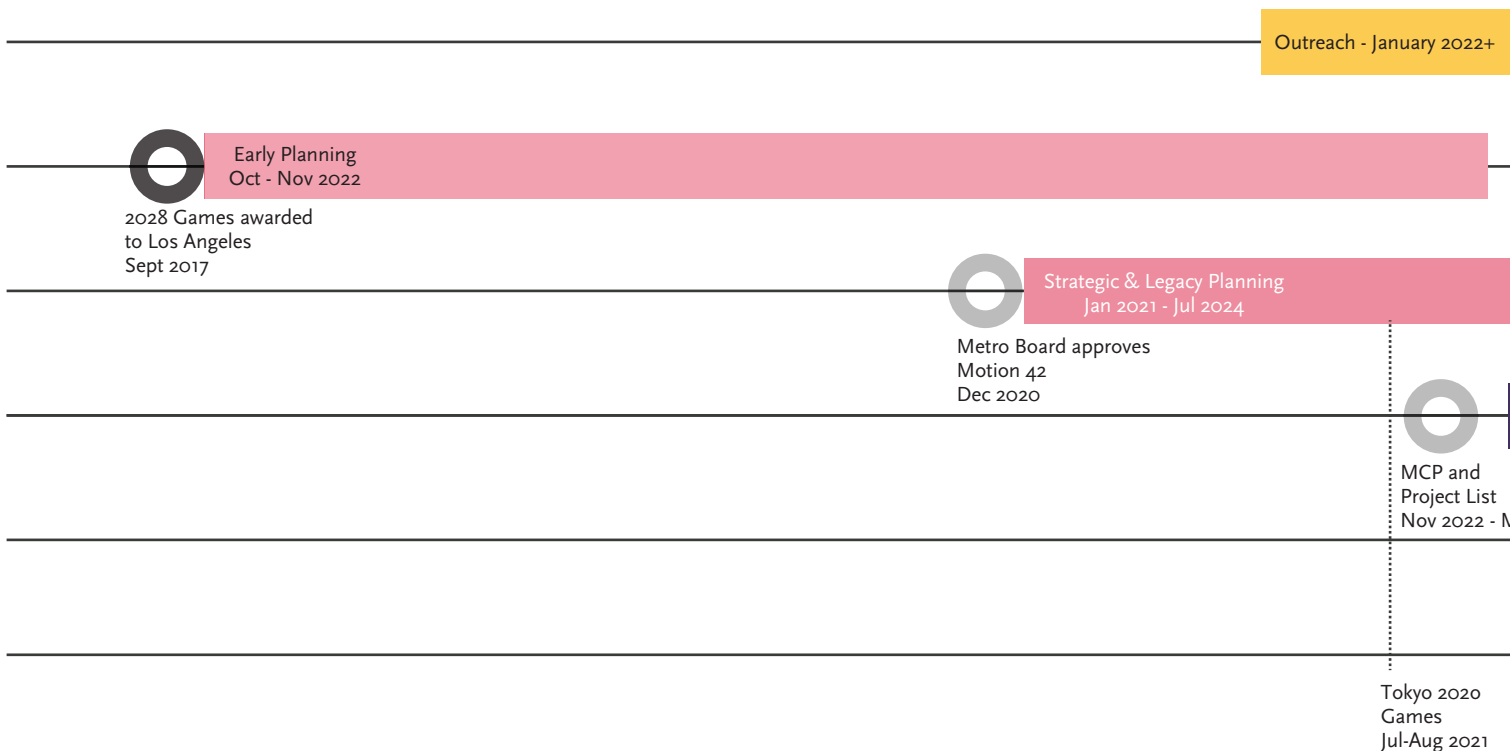 Outreach - January 2022+
Early Planning
Oct - Nov 2022
2028 Games awarded
to Los Angeles
Sept 2017
Strategic & Legacy Planning
Jan 2021 - Jul 2024
Metro Board approves
Motion 42
Dec 2020
MCP and
Project List
Nov 2022 -
Tokyo 2020
Games
Jul-Aug 2021